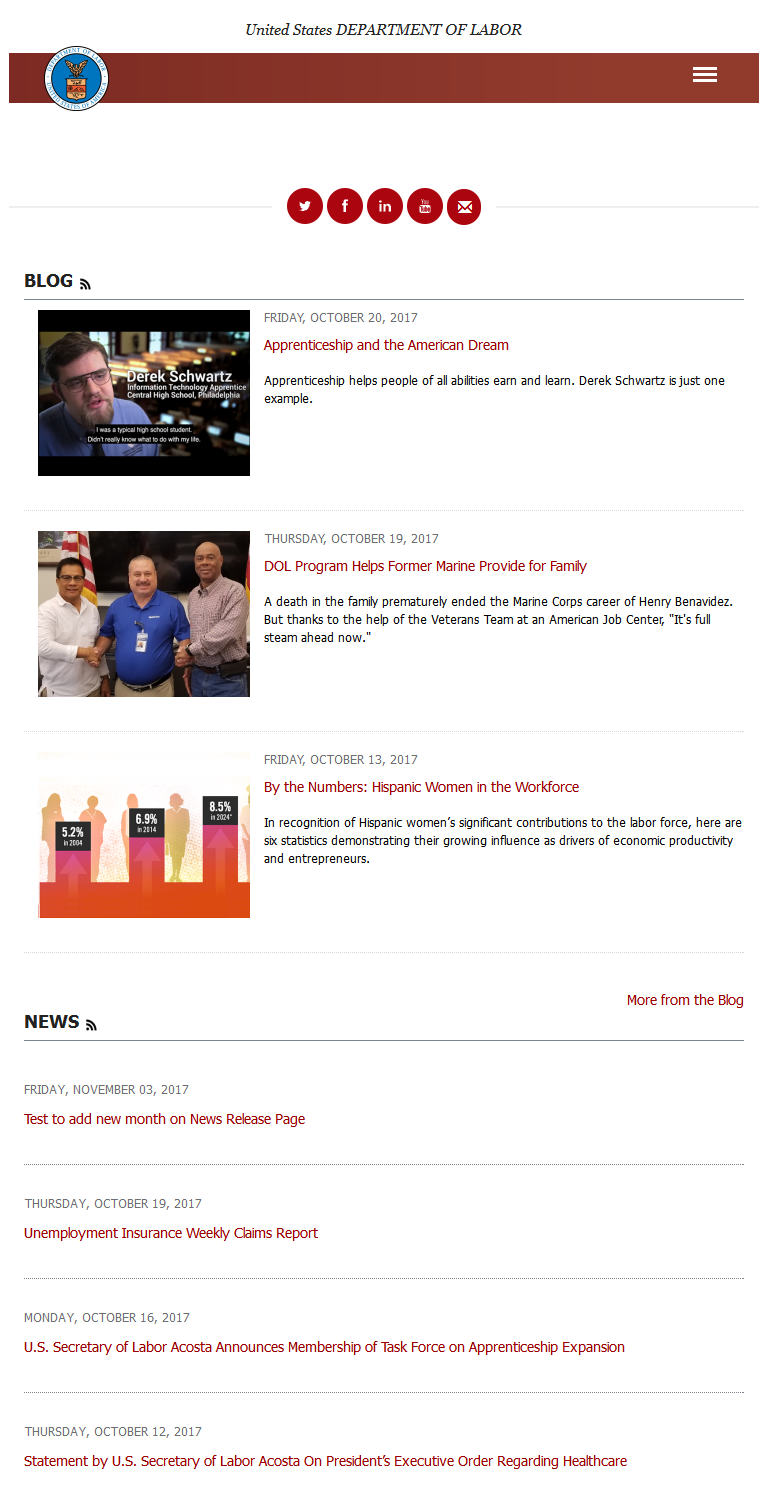 United States DEPARTMENT OF LABOR
DEPARTMENT OF LABOR
UNITED STATES OF AMERICA
You
Tube
BLOG
FRIDAY, OCTOBER 20, 2017
Apprenticeship and the American Dream
Apprenticeship helps people of all abilities earn and learn. Derek Schwartz is just one
example.
Derek Schwartz
Information Technology Apprentice
Central High School, Philadelphia
I was a typical high school student.
Didn't really know what to do with my life.
THURSDAY, OCTOBER 19, 2017
DOL Program Helps Former Marine Provide for Family
A death in the family prematurely ended the Marine Corps career of Henry Benavidez.
But thanks to the help of the Veterans Team at an American Job Center, "It's full
steam ahead now."
FRIDAY, OCTOBER 13, 2017
By the Numbers: Hispanic Women in the Workforce
In recognition of Hispanic women’s significant contributions to the labor force, here are
six statistics demonstrating their growing influence as drivers of economic productivity
and entrepreneurs.
5.2%
in 2004
6.9%
in 2014
8.5%
in 2024*
More from the Blog
NEWS
FRIDAY, NOVEMBER 03, 2017
Test to add new month on News Release Page
THURSDAY, OCTOBER 19, 2017
Unemployment Insurance Weekly Claims Report
MONDAY, OCTOBER 16, 2017
U.S. Secretary of Labor Acosta Announces Membership of Task Force on Apprenticeship Expansion
THURSDAY, OCTOBER 12, 2017
Statement by U.S. Secretary of Labor Acosta On President’s Executive Order Regarding Healthcare